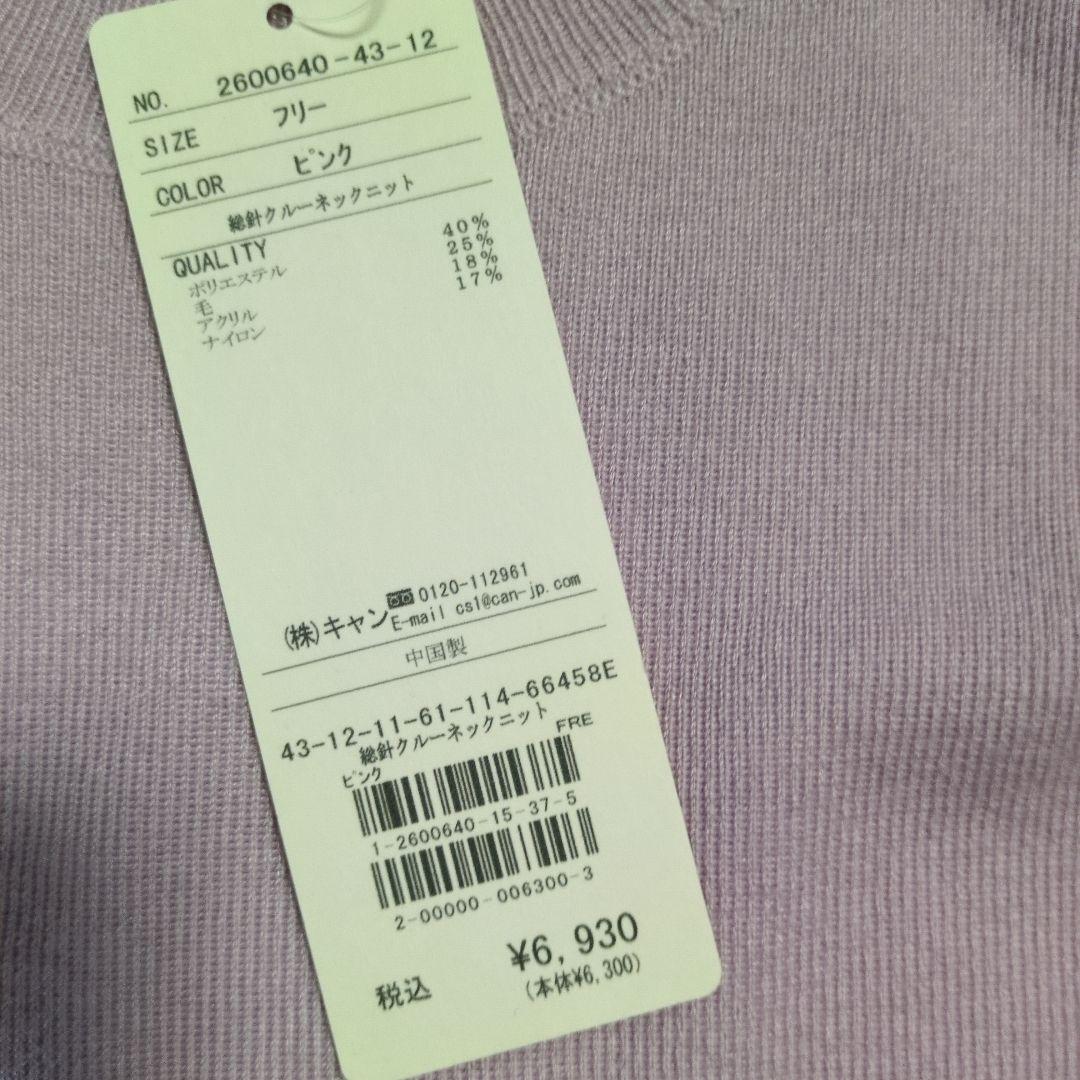 NO. 2600640-43-12
SIZE フリー
COLOR ピンク
総針クルーネックニット
QUALITY
ポリエステル 40%
毛 25%
アクリル 18%
ナイロン 17%
(株)キャン 0120-112961
E-mail cs1@can-jp.com
中国製
43-12-11-61-114-66458E
総針クルーネックニット
ピンク FRE
1-2600640-15-37-5
2-00000-006300-3
¥6,930
税込 (本体¥6,300)